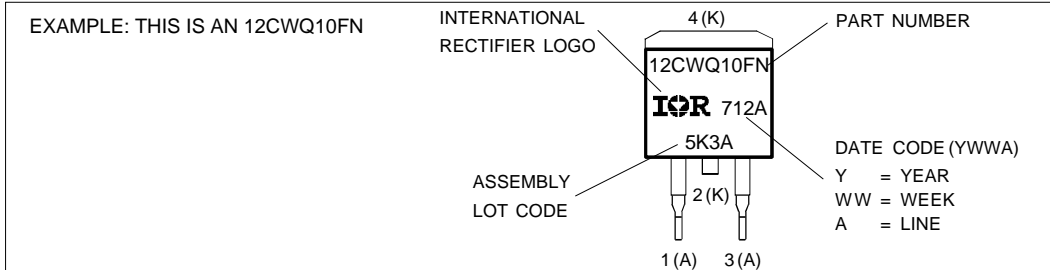 EXAMPLE: THIS IS AN 12CWQ10FN
INTERNATIONAL
RECTIFIER LOGO
4 (K)
PART NUMBER
12CWQ10FN
IOR 712A
5K3A
ASSEMBLY
LOT CODE
2 (K)
1 (A) 3 (A)
DATE CODE (YWWA)
Y = YEAR
WW = WEEK
A = LINE